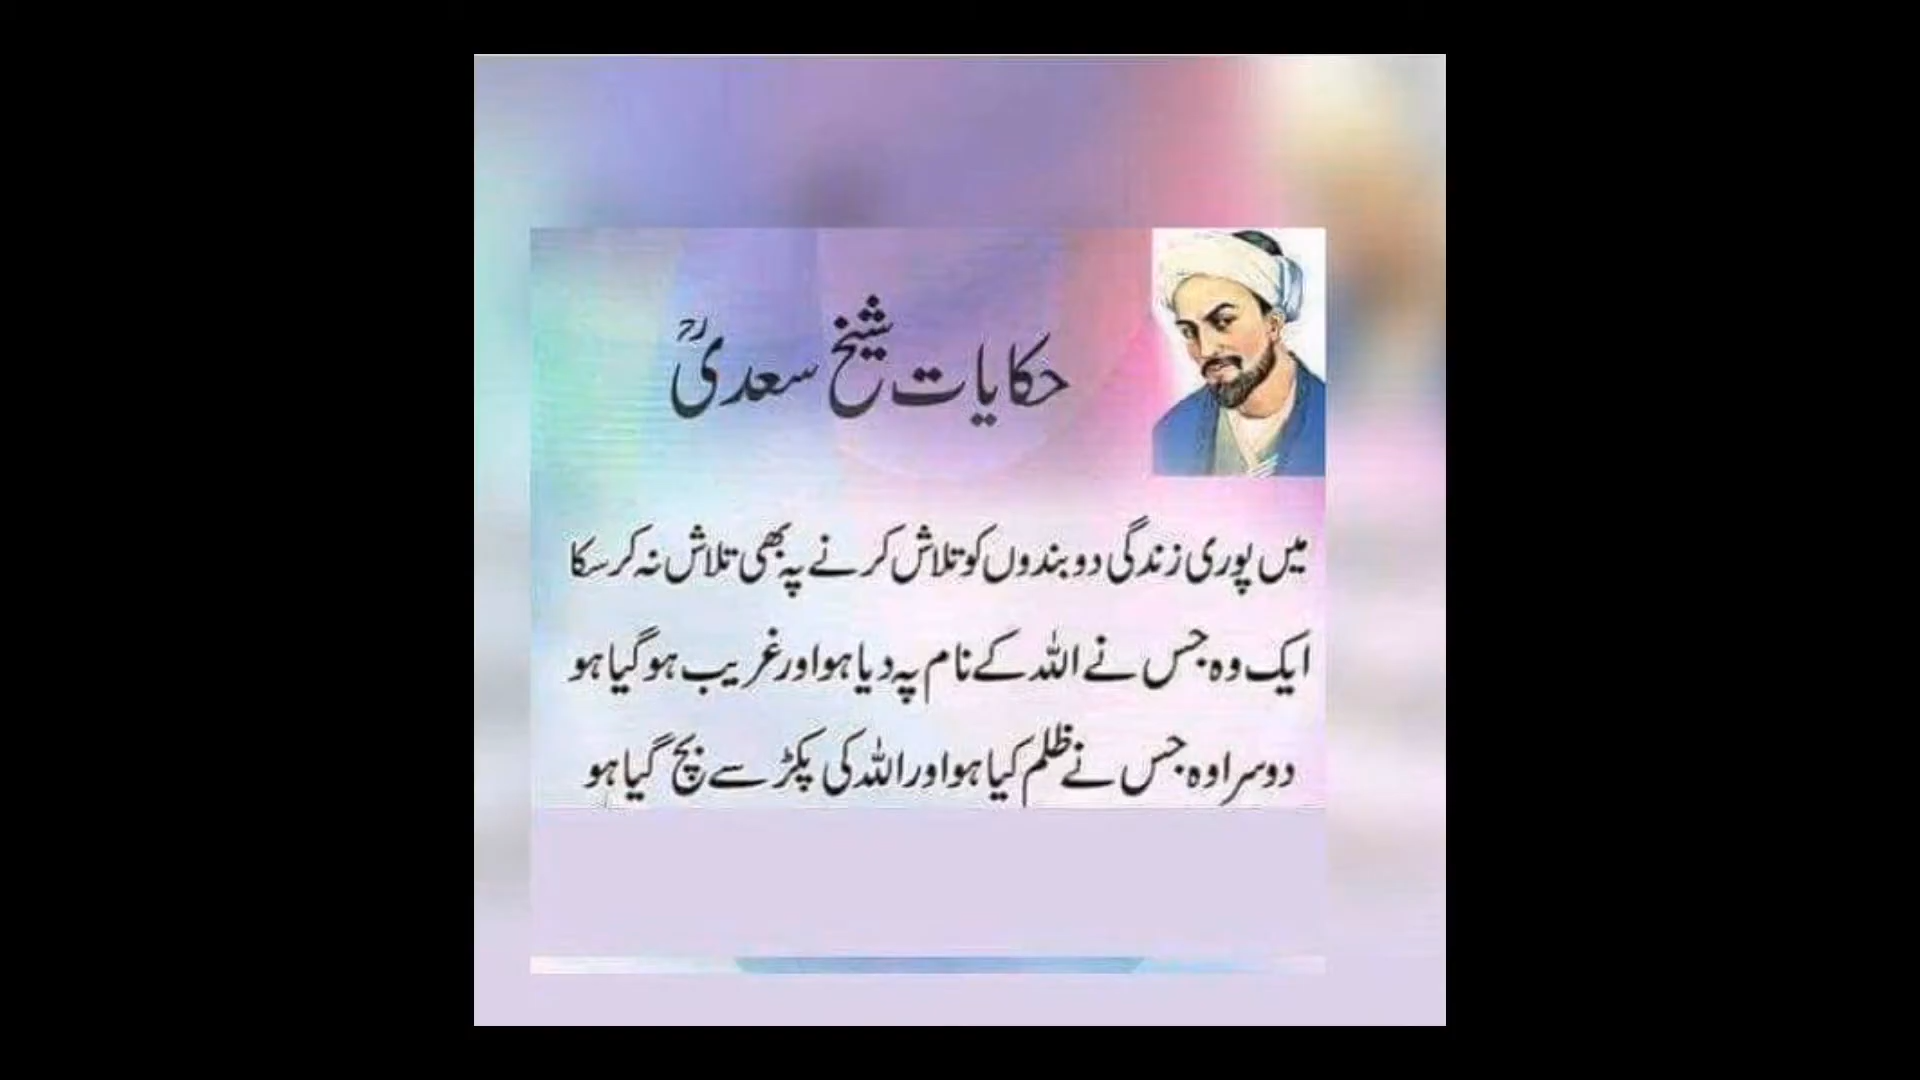 حکایات شیخ سعدیؒ
میں پوری زندگی دو بندوں کو تلاش کرنے پہ بھی تلاش نہ کر سکا
ایک وہ جس نے اللہ کے نام پہ دیا ہو اور غریب ہو گیا ہو
دوسرا وہ جس نے ظلم کیا ہو اور اللہ کی پکڑ سے بچ گیا ہو